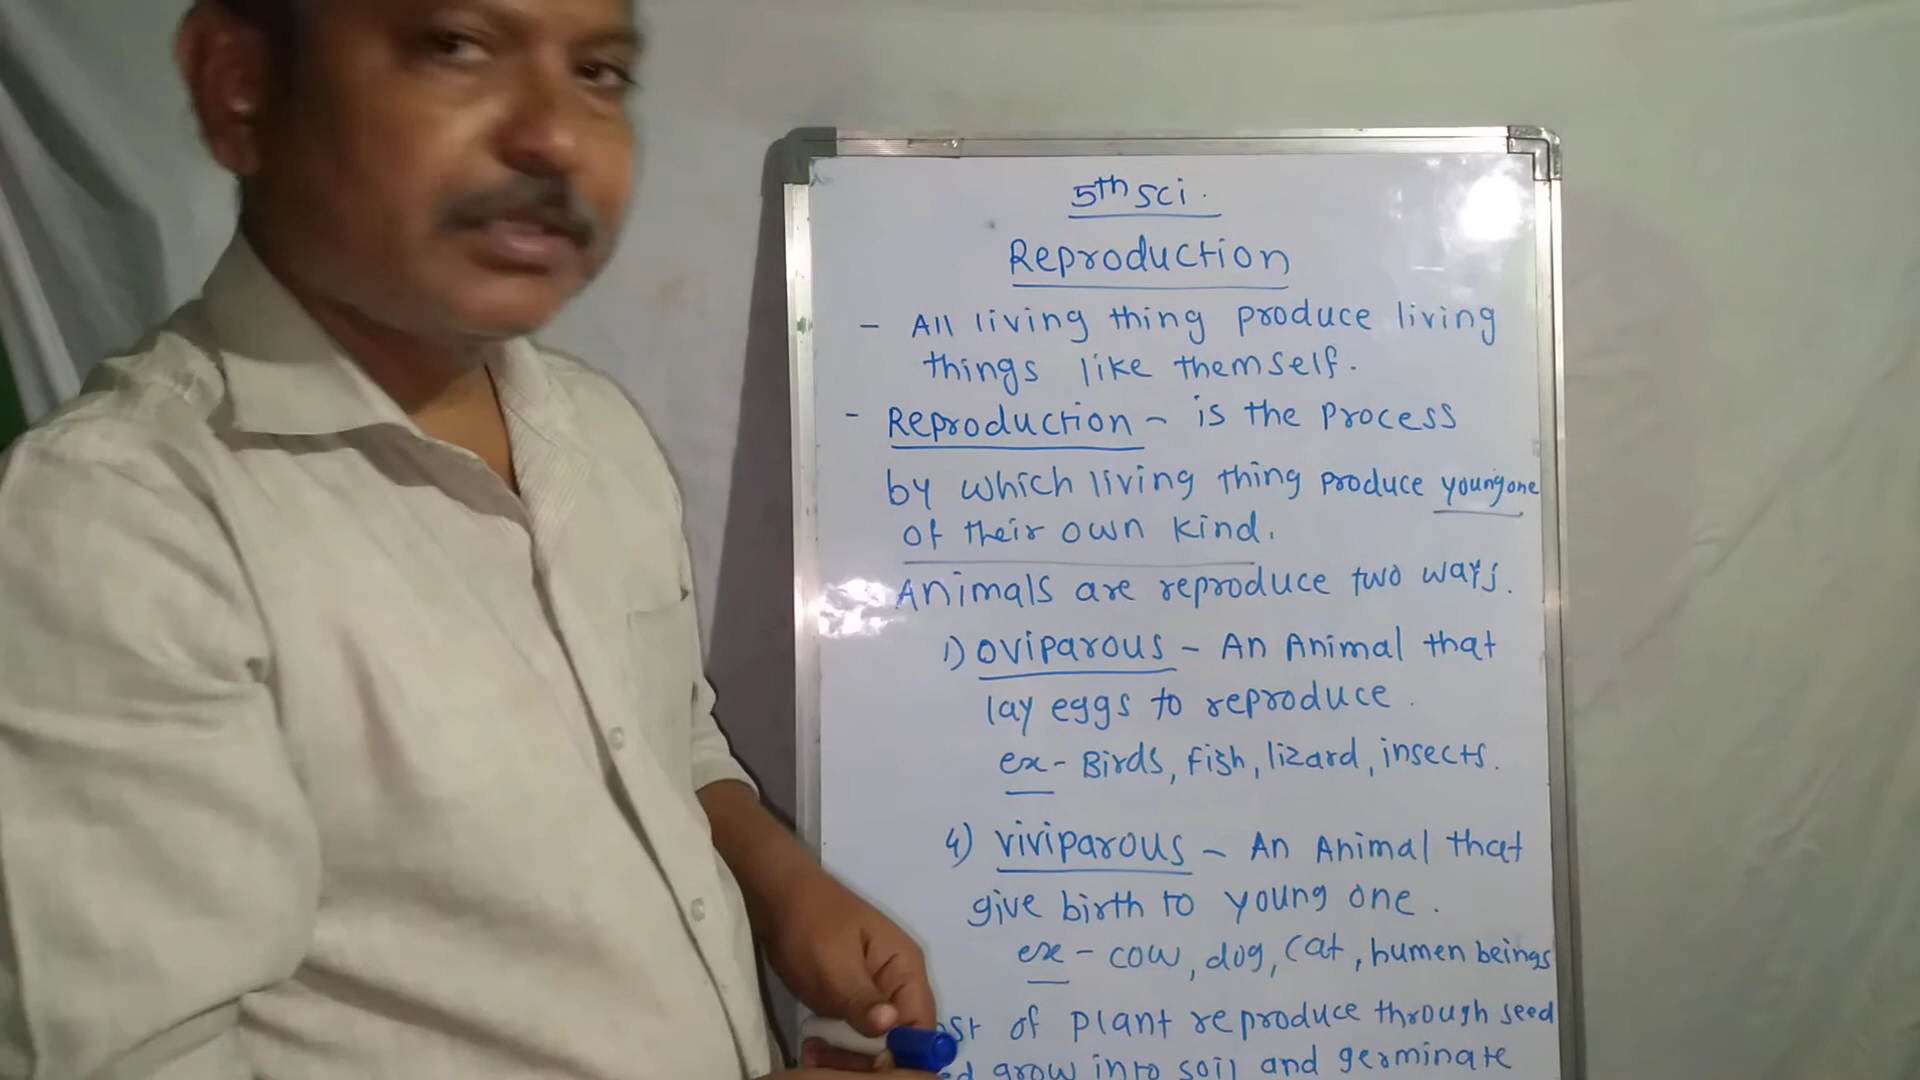 5th sci.
Reproduction
- All living thing produce living
things like themself.
- Reproduction - is the process
by which living thing produce young one
of their own kind.
Animals are reproduce two ways.
1) oviparous - An Animal that
lay eggs to reproduce.
ex- Birds, fish, lizard, insects.
4) viviparous - An Animal that
give birth to young one.
ex- cow, dog, cat, humen beings
of plant reproduce through seed
grow into soil and germinate